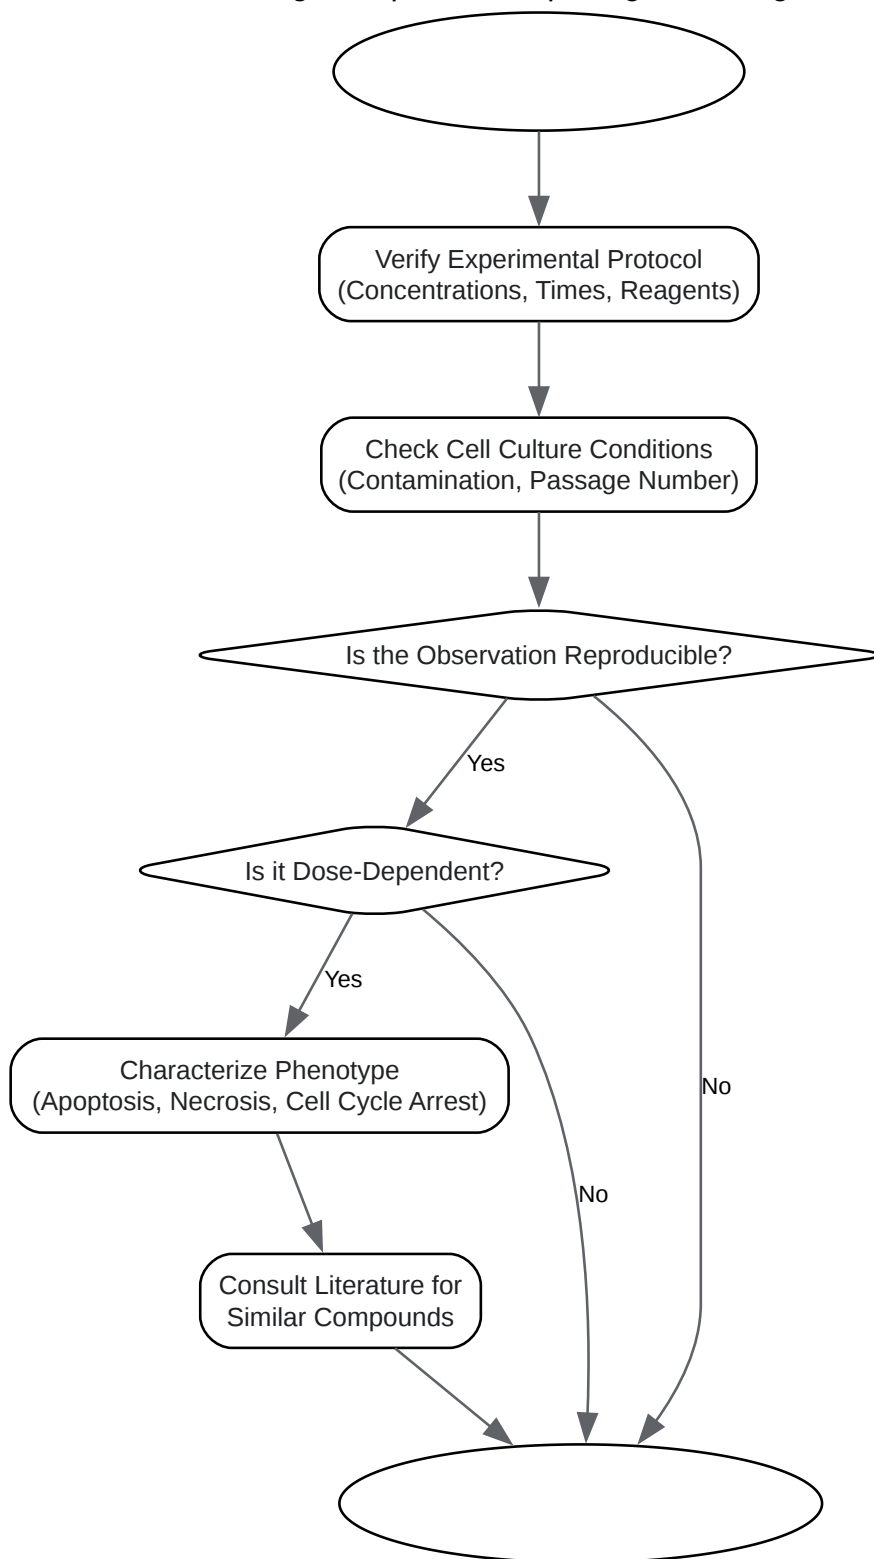 Verify Experimental Protocol
(Concentrations, Times, Reagents)
Check Cell Culture Conditions
(Contamination, Passage Number)
Is the Observation Reproducible?
Yes
Is it Dose-Dependent?
Yes
Characterize Phenotype
(Apoptosis, Necrosis, Cell Cycle Arrest)
No
No
Consult Literature for
Similar Compounds